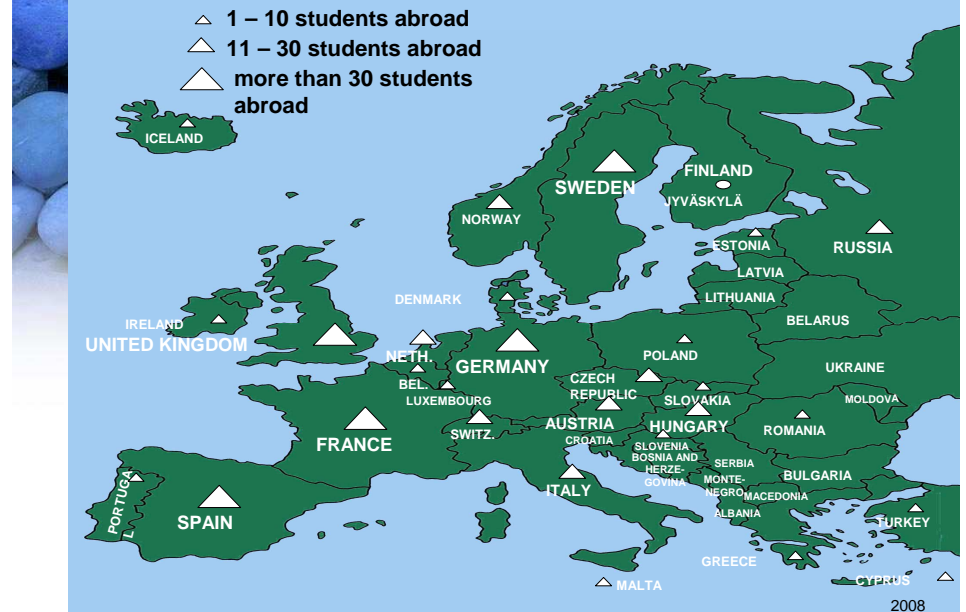 1 – 10 students abroad
11 – 30 students abroad
more than 30 students
abroad
ICELAND
SWEDEN
FINLAND
JYVÄSKYLÄ
NORWAY
ESTONIA
RUSSIA
LATVIA
DENMARK
LITHUANIA
BELARUS
IRELAND
UNITED KINGDOM
NETH.
GERMANY
POLAND
UKRAINE
BEL.
CZECH
REPUBLIC
LUXEMBOURG
SLOVAKIA
MOLDOVA
FRANCE
SWITZ.
AUSTRIA
HUNGARY
ROMANIA
CROATIA
SLOVENIA
BOSNIA AND
HERZE-
GOVINA
SERBIA
MONTE-
NEGRO
BULGARIA
MACEDONIA
ALBANIA
ITALY
PORTUGA
L
SPAIN
TURKEY
GREECE
MALTA
CYPRUS
2008